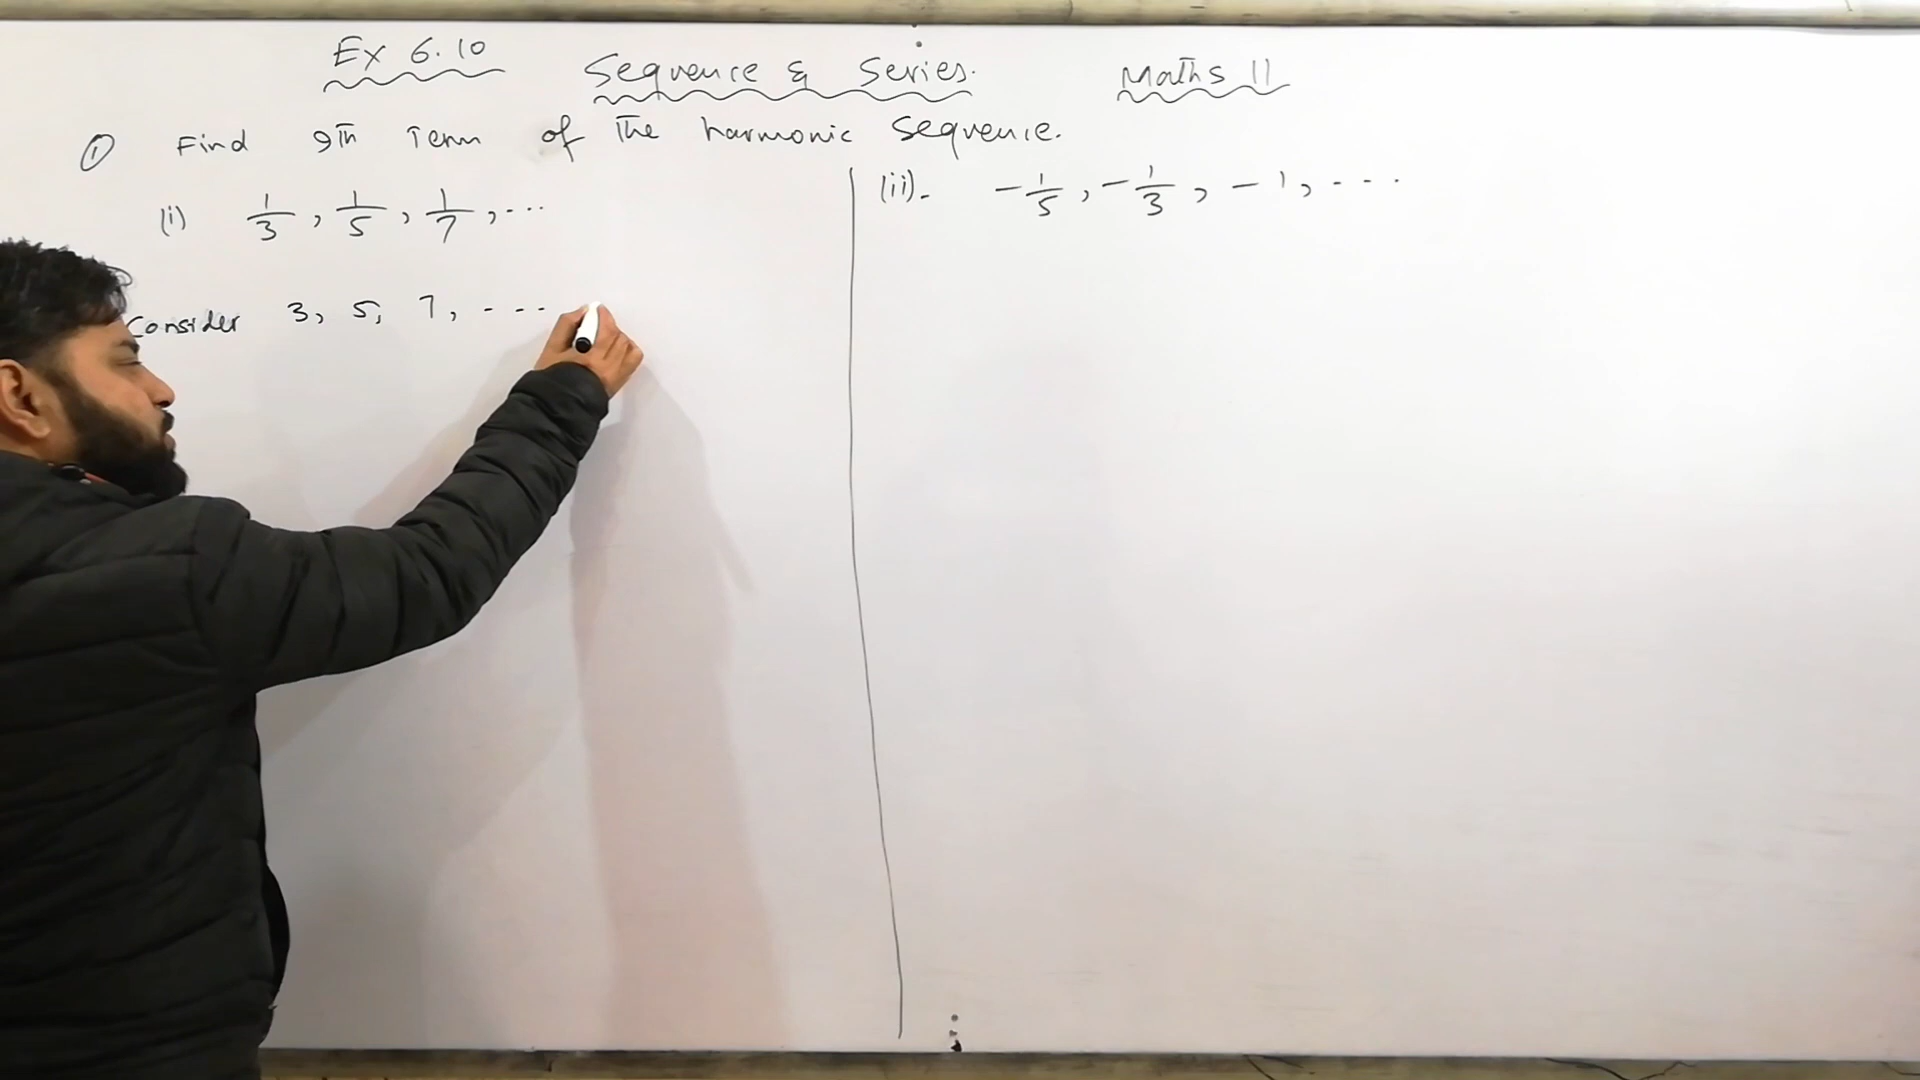 Ex 6.10 Sequence & Series. Maths 11
① Find 9th Term of the harmonic sequence.
(i) 1/3, 1/5, 1/7, ...
(ii). -1/5, -1/3, -1, ---.
Consider 3, 5, 7, ---